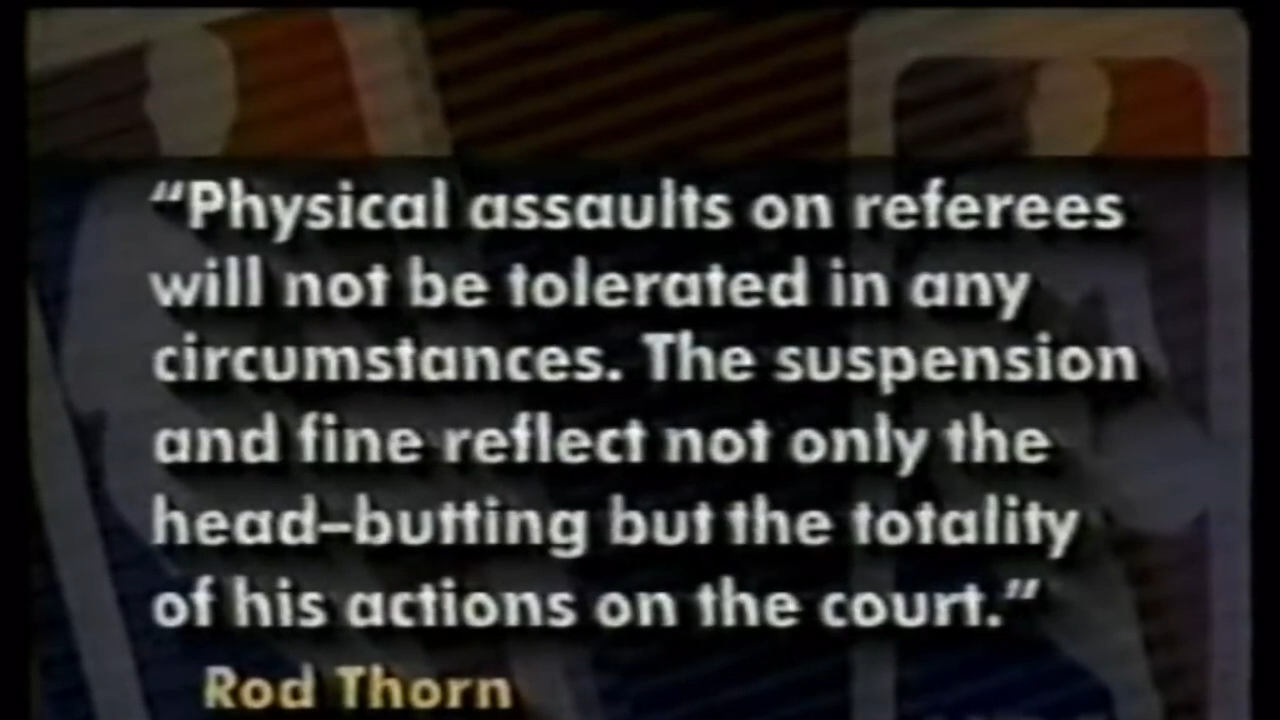 “Physical assaults on referees
will not be tolerated in any
circumstances. The suspension
and fine reflect not only the
head–butting but the totality
of his actions on the court.”
Rod Thorn